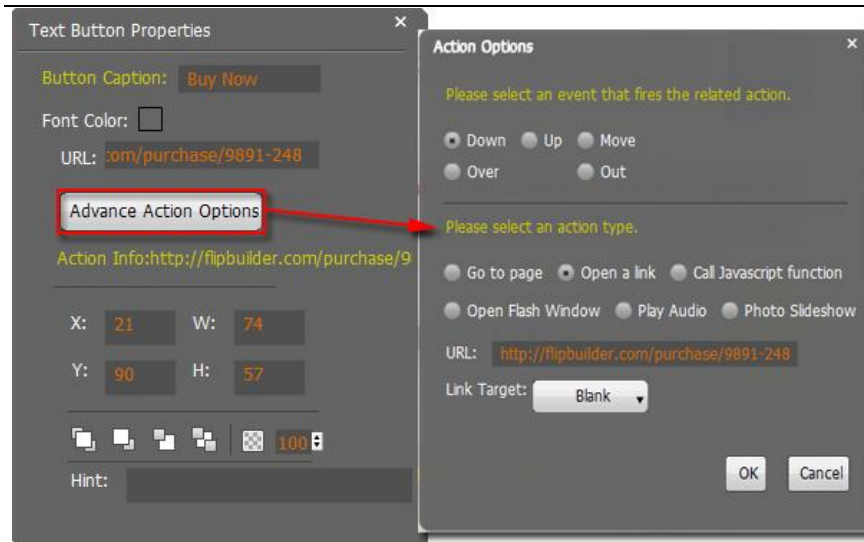 Text Button Properties
×
Button Caption: Buy Now
Font Color:
URL: :om/purchase/9891-248
Advance Action Options
Action Info:http://flipbuilder.com/purchase/9
X: 21 W: 74
Y: 90 H: 57
100
Hint:
Action Options
×
Please select an event that fires the related action.
Down Up Move
Over Out
Please select an action type.
Go to page Open a link Call Javascript function
Open Flash Window Play Audio Photo Slideshow
URL: http://flipbuilder.com/purchase/9891-248
Link Target: Blank
OK Cancel